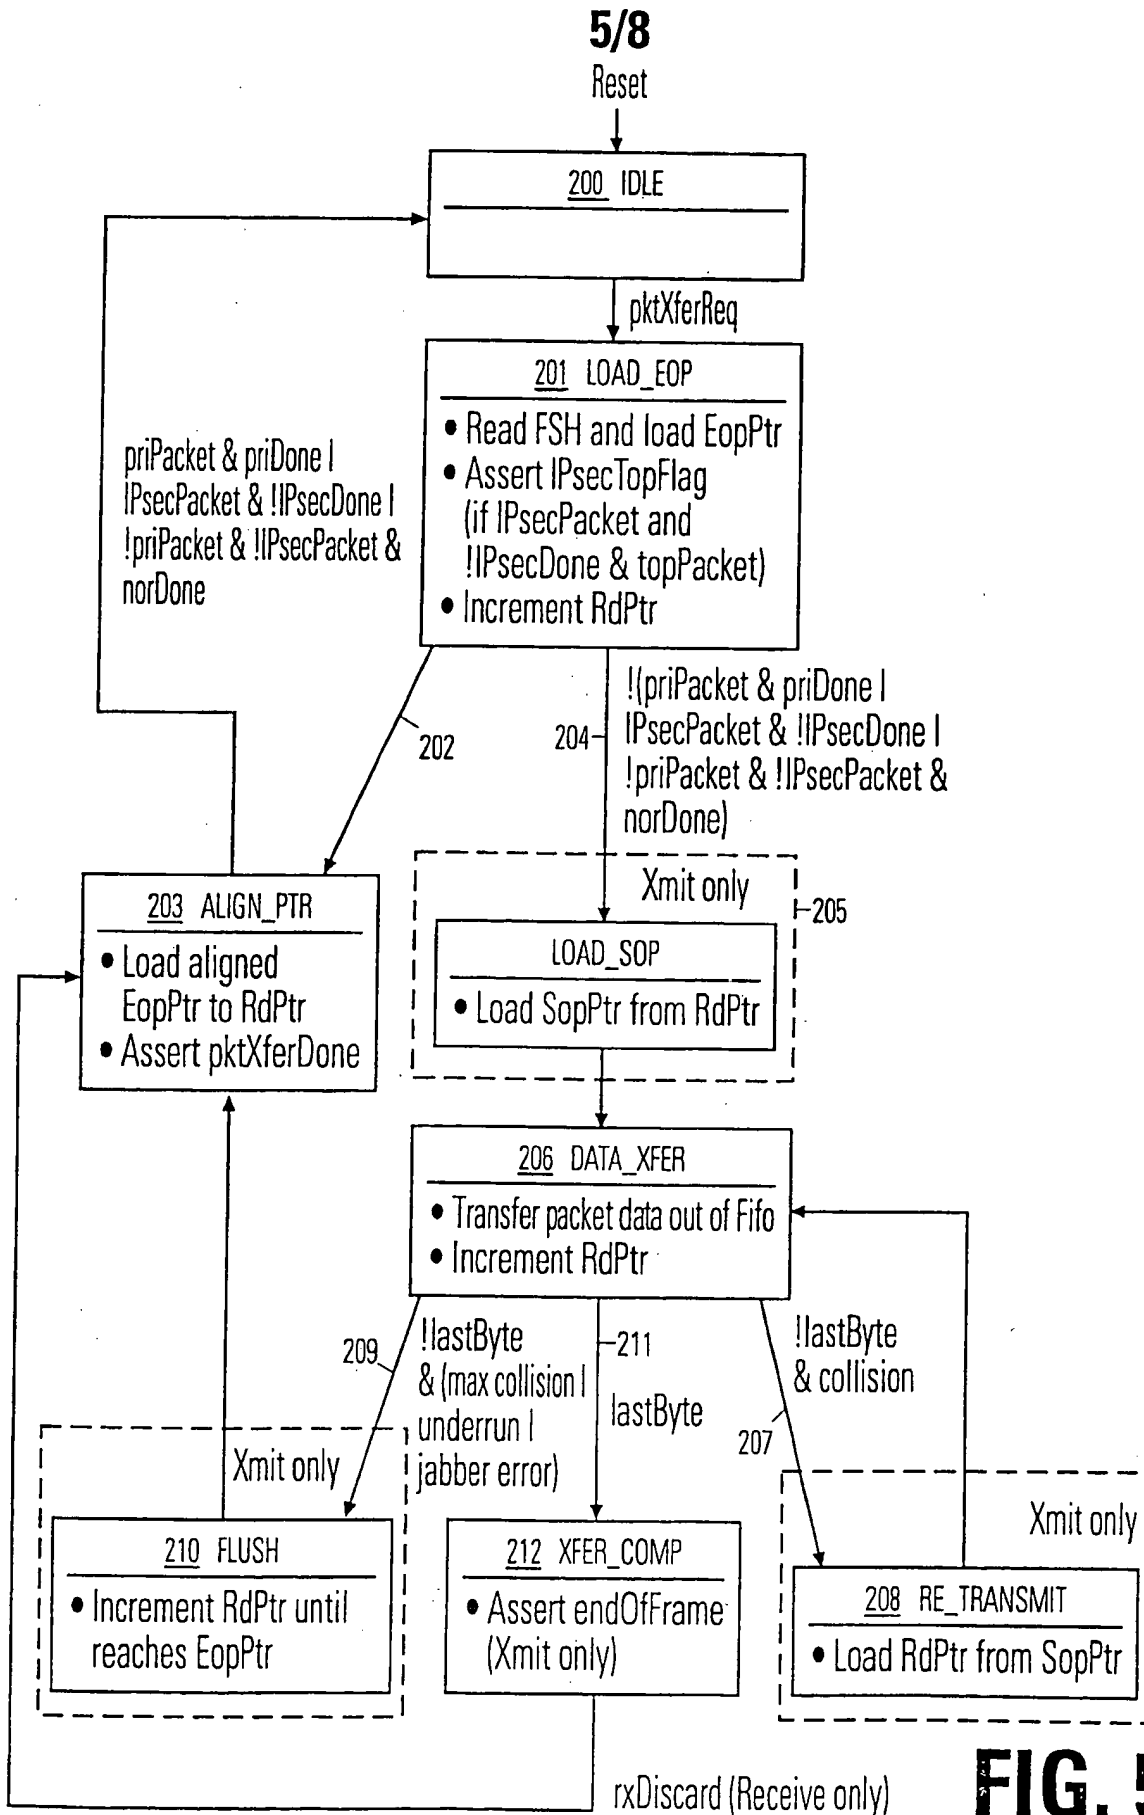 5/8
Reset
200 IDLE
pktXferReq
201 LOAD_EOP
• Read FSH and load EopPtr
• Assert IPsecTopFlag
(if IPsecPacket and
!IPsecDone & topPacket)
• Increment RdPtr
priPacket & priDone |
IPsecPacket & !IPsecDone |
!priPacket & !IPsecPacket &
norDone
202
204
!(priPacket & priDone |
IPsecPacket & !IPsecDone |
!priPacket & !IPsecPacket &
norDone)
203 ALIGN_PTR
• Load aligned
EopPtr to RdPtr
• Assert pktXferDone
Xmit only
205
LOAD_SOP
• Load SopPtr from RdPtr
206 DATA_XFER
• Transfer packet data out of Fifo
• Increment RdPtr
209
!lastByte
& (max collision |
underrun |
jabber error)
211
lastByte
!lastByte
& collision
207
Xmit only
210 FLUSH
• Increment RdPtr until
reaches EopPtr
212 XFER_COMP
• Assert endOfFrame
(Xmit only)
Xmit only
208 RE_TRANSMIT
• Load RdPtr from SopPtr
rxDiscard (Receive only)
FIG. 5